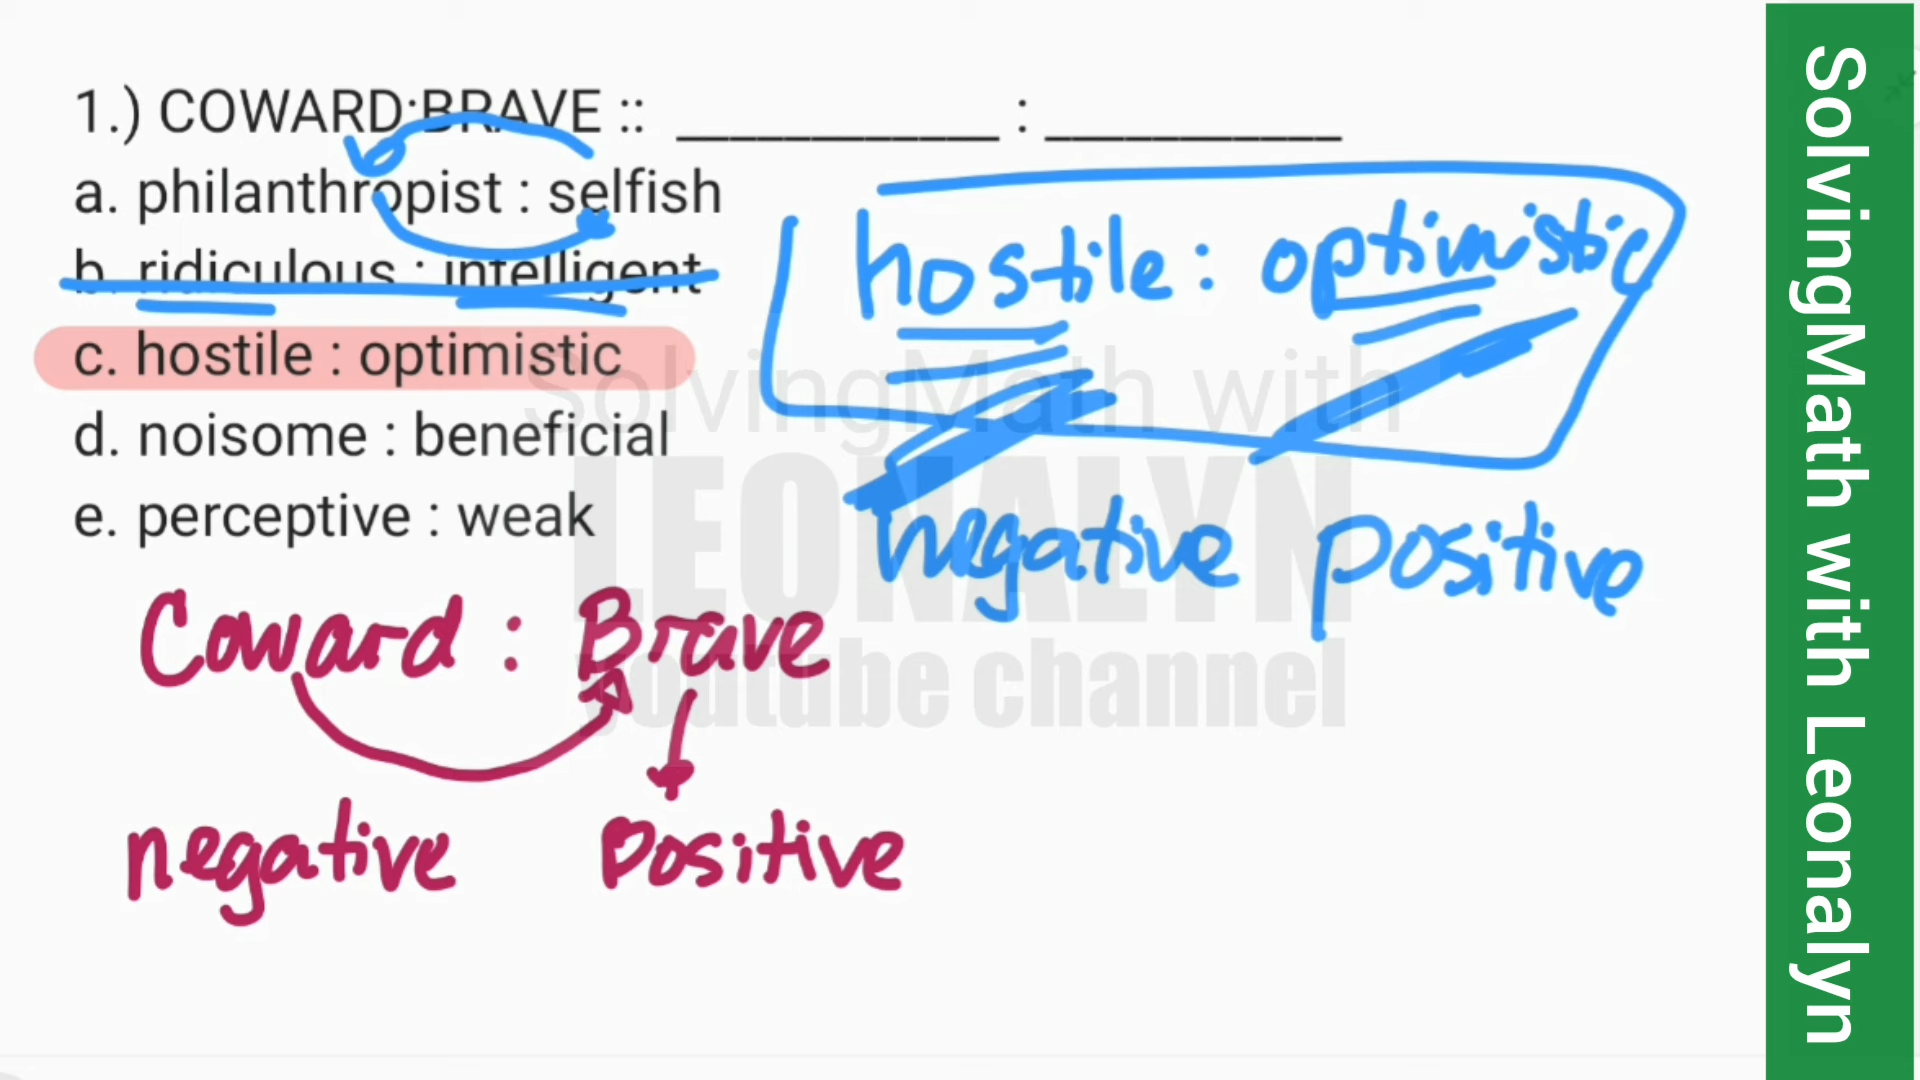 1.) COWARD:BRAVE :: ____________ : ___________
a. philanthropist : selfish
b. ridiculous : intelligent
c. hostile : optimistic
d. noisome : beneficial
e. perceptive : weak
hostile : optimistic
negative positive
Coward : Brave
negative Positive
SolvingMath with
LEONALYN
youtube channel
SolvingMath with Leonalyn